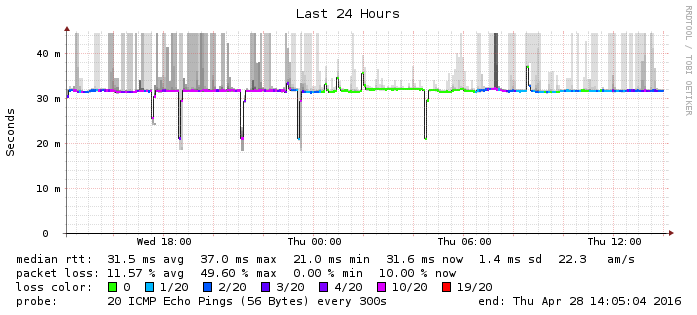 Last 24 Hours
RRDTOOL / TOBI OETIKER
Seconds
40 m
30 m
20 m
10 m
0
Wed 18:00 Thu 00:00 Thu 06:00 Thu 12:00
median rtt: 31.5 ms avg 37.0 ms max 21.0 ms min 31.6 ms now 1.4 ms sd 22.3 am/s
packet loss: 11.57 % avg 49.60 % max 0.00 % min 10.00 % now
loss color: 0 1/20 2/20 3/20 4/20 10/20 19/20
probe: 20 ICMP Echo Pings (56 Bytes) every 300s end: Thu Apr 28 14:05:04 2016